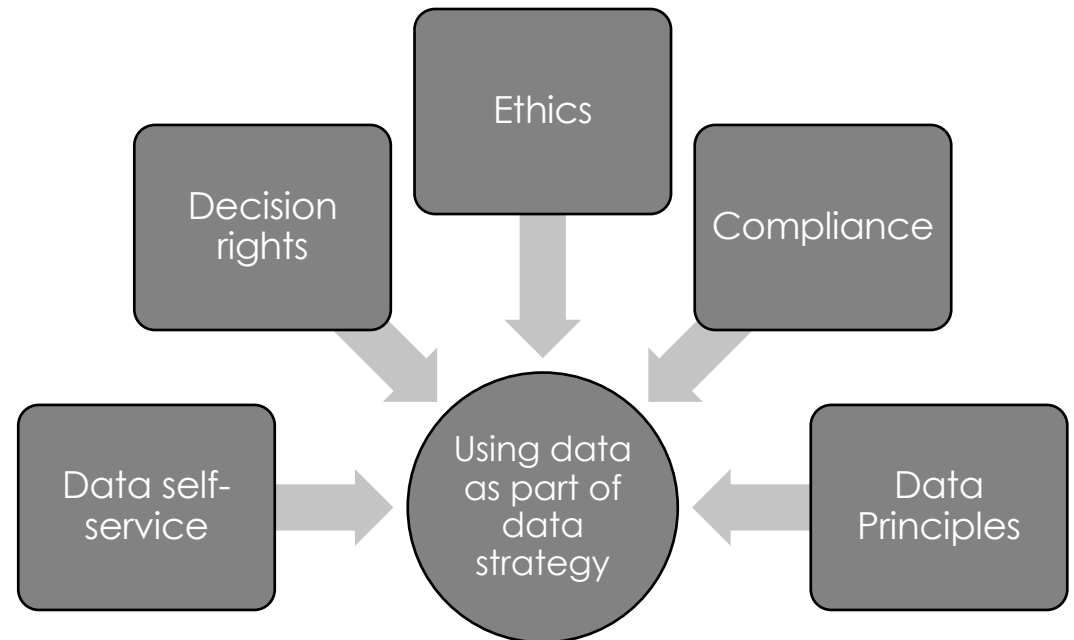 Ethics
Decision
rights
Compliance
Data self-
service
Using data
as part of
data
strategy
Data
Principles